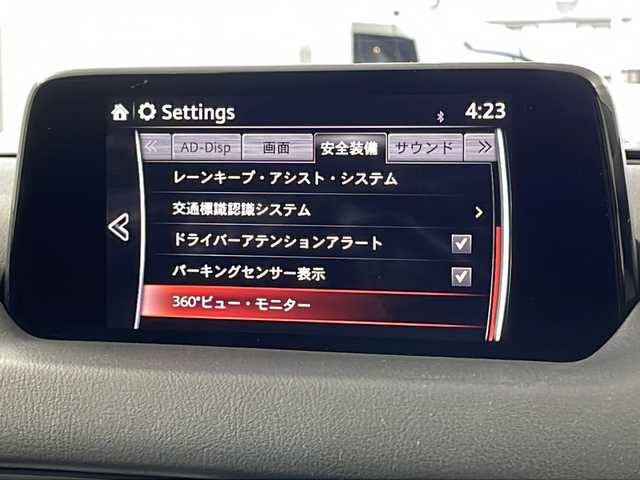 Settings 4:23
AD-Disp 画面 安全装備 サウンド
レーンキープ・アシスト・システム
交通標識認識システム
ドライバーアテンションアラート
パーキングセンサー表示
360°ビュー・モニター